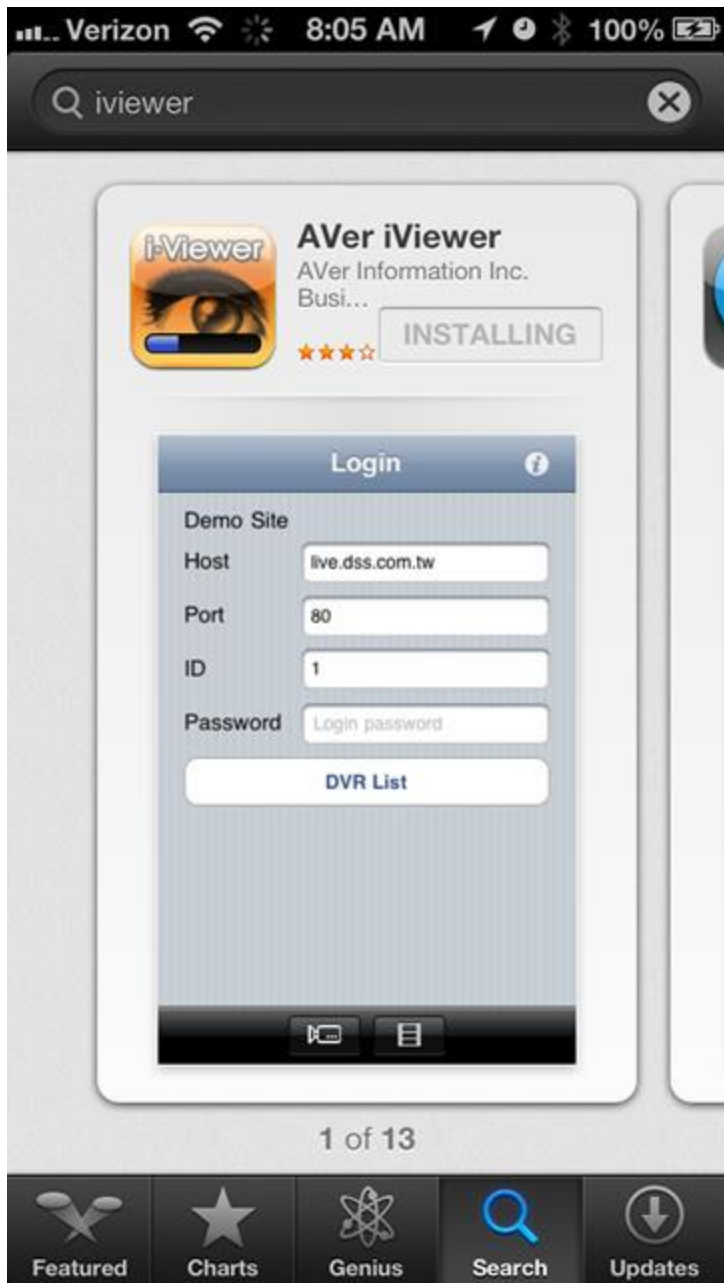 Verizon 8:05 AM 100%
iviewer
i-Viewer
AVer iViewer
AVer Information Inc.
Busi...
INSTALLING
Login
Demo Site
Host live.dss.com.tw
Port 80
ID 1
Password Login password
DVR List
1 of 13
Featured Charts Genius Search Updates